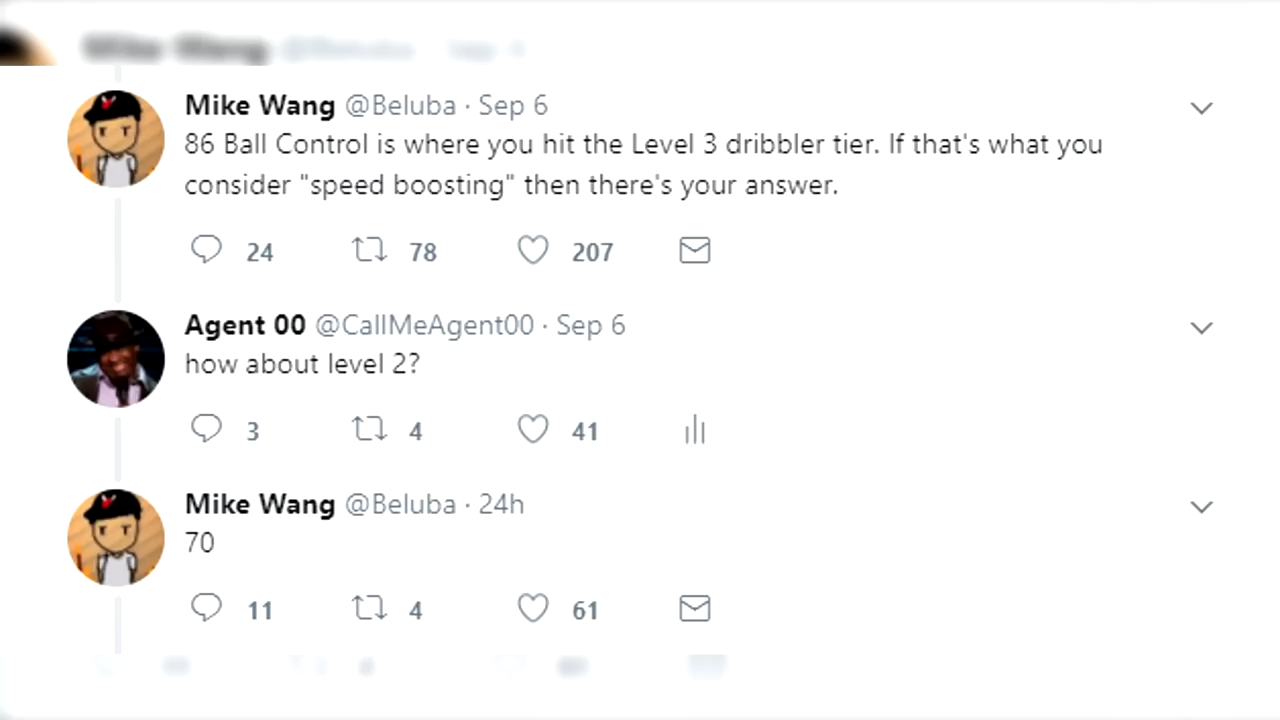 Mike Wang @Beluba · Sep 6
86 Ball Control is where you hit the Level 3 dribbler tier. If that's what you
consider "speed boosting" then there's your answer.
24 78 207
Agent 00 @CallMeAgent00 · Sep 6
how about level 2?
3 4 41
Mike Wang @Beluba · 24h
70
11 4 61